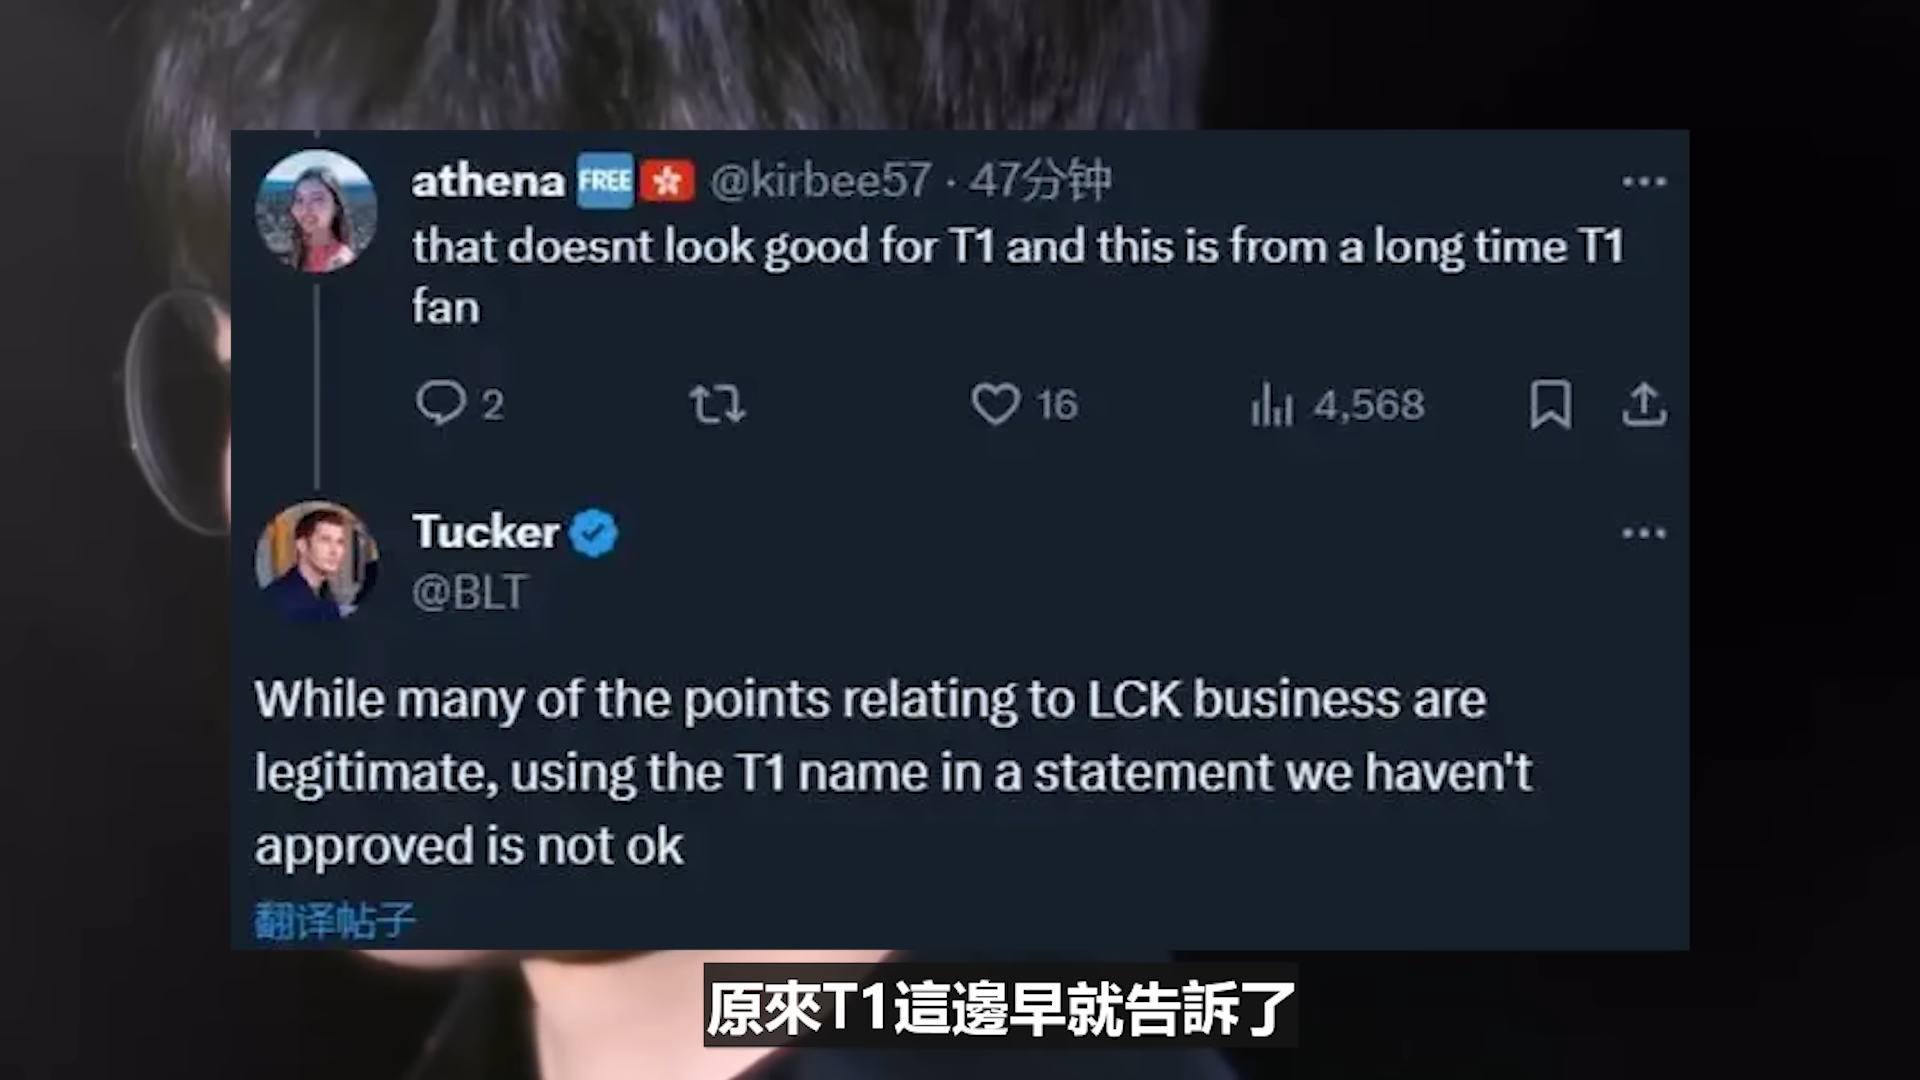 athena FREE @kirbee57 · 47分钟
that doesnt look good for T1 and this is from a long time T1
fan
2 16 4,568
Tucker
@BLT
While many of the points relating to LCK business are
legitimate, using the T1 name in a statement we haven't
approved is not ok
翻译帖子
原來T1這邊早就告訴了